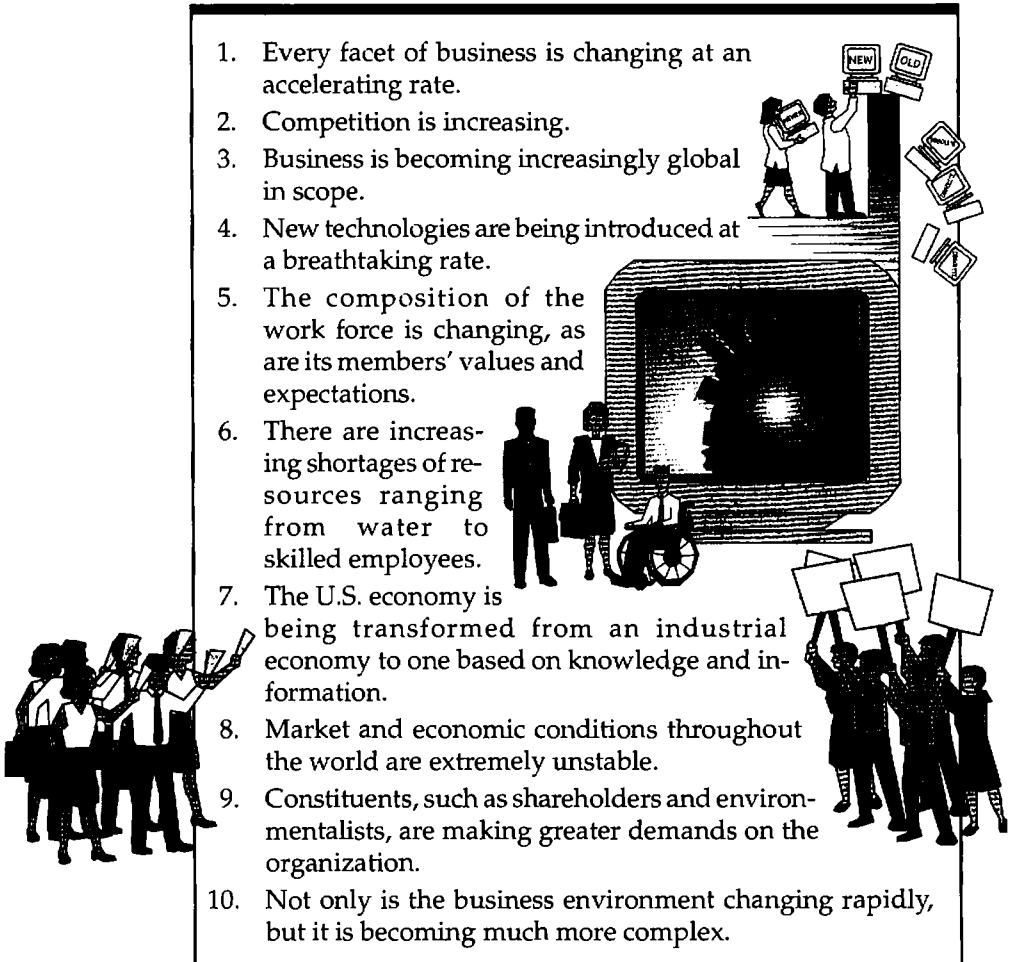 1. Every facet of business is changing at an
accelerating rate.
2. Competition is increasing.
3. Business is becoming increasingly global
in scope.
4. New technologies are being introduced at
a breathtaking rate.
5. The composition of the
work force is changing, as
are its members' values and
expectations.
6. There are increas-
ing shortages of re-
sources ranging
from water to
skilled employees.
7. The U.S. economy is
being transformed from an industrial
economy to one based on knowledge and in-
formation.
8. Market and economic conditions throughout
the world are extremely unstable.
9. Constituents, such as shareholders and environ-
mentalists, are making greater demands on the
organization.
10. Not only is the business environment changing rapidly,
but it is becoming much more complex.
NEW
OLD